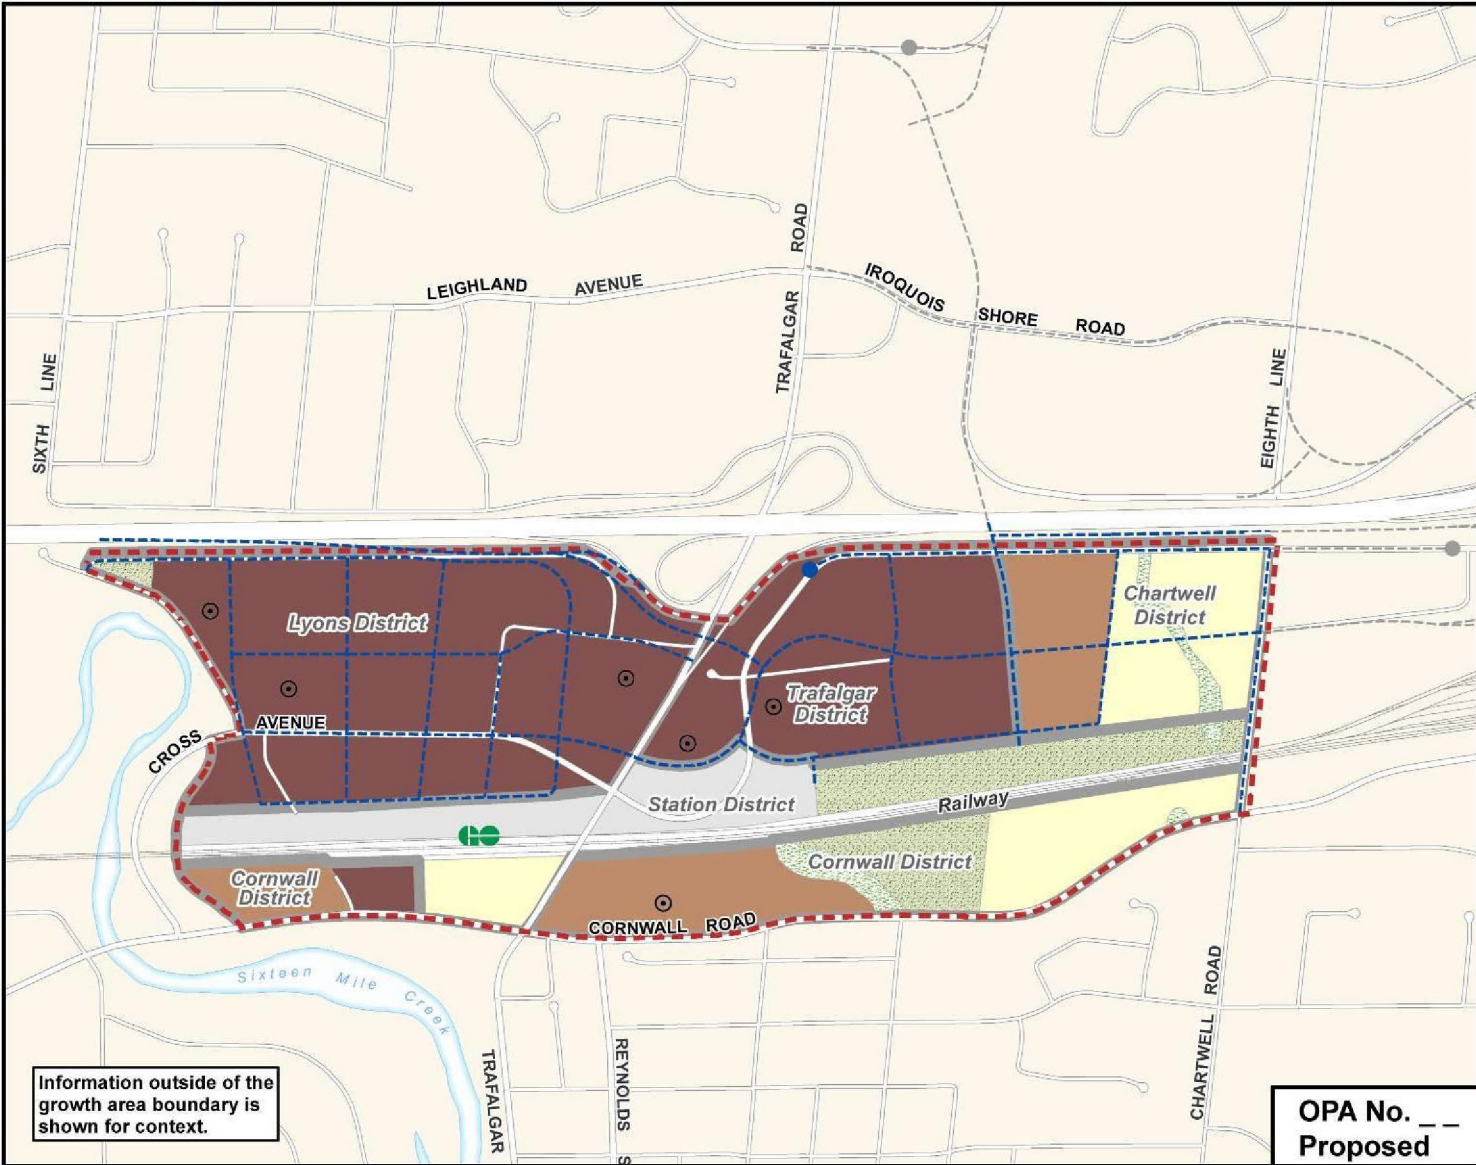 ROAD
TRAFALGAR
LEIGHLAND AVENUE
IROQUOIS SHORE ROAD
SIXTH LINE
EIGHTH LINE
Lyons District
Chartwell
District
Trafalgar
District
CROSS AVENUE
Station District
Railway
GO
Cornwall
District
Cornwall District
CORNWALL ROAD
Sixteen Mile Creek
TRAFALGAR
REYNOLDS S
CHARTWELL ROAD
Information outside of the
growth area boundary is
shown for context.
OPA No. _ _
Proposed